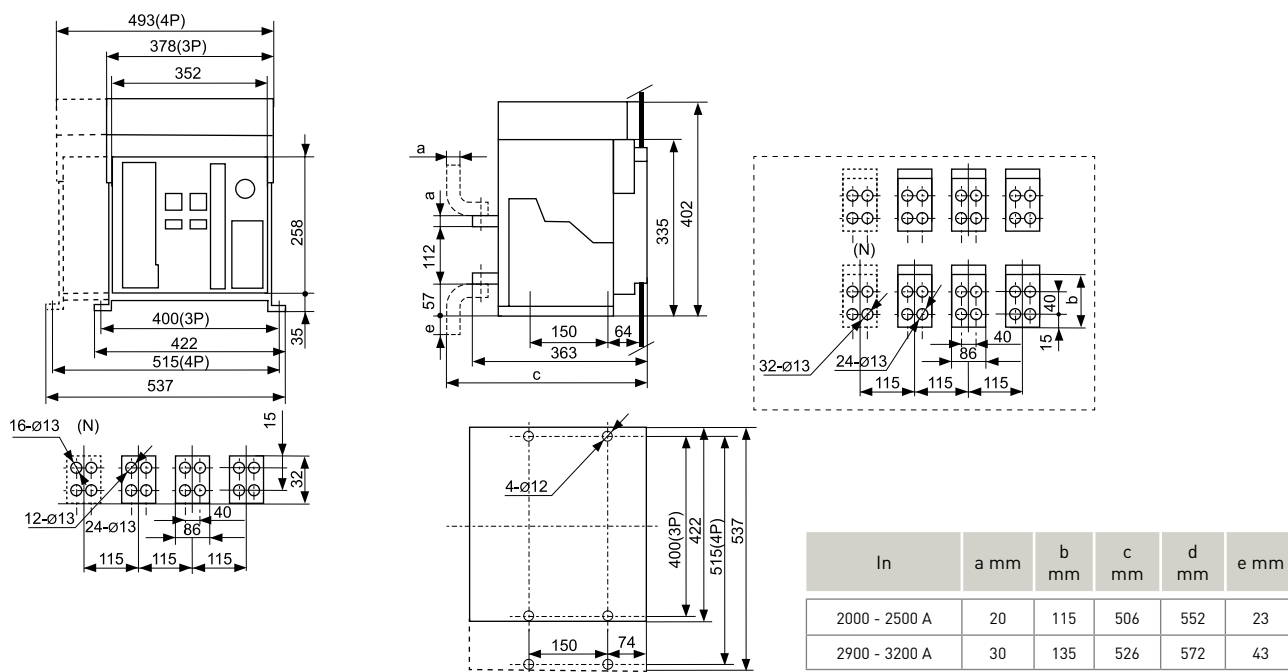 493(4P)
378(3P)
352
258
35
400(3P)
422
515(4P)
537
a
a
112
57
e
335
402
150
64
363
c
(N)
40
b
15
32-ø13
24-ø13
40
86
115
115
115
16-ø13
(N)
15
32
12-ø13
24-ø13
40
86
115
115
115
4-ø12
400(3P)
422
515(4P)
537
150
74
In a mm b mm c mm d mm e mm
2000 - 2500 A 20 115 506 552 23
2900 - 3200 A 30 135 526 572 43